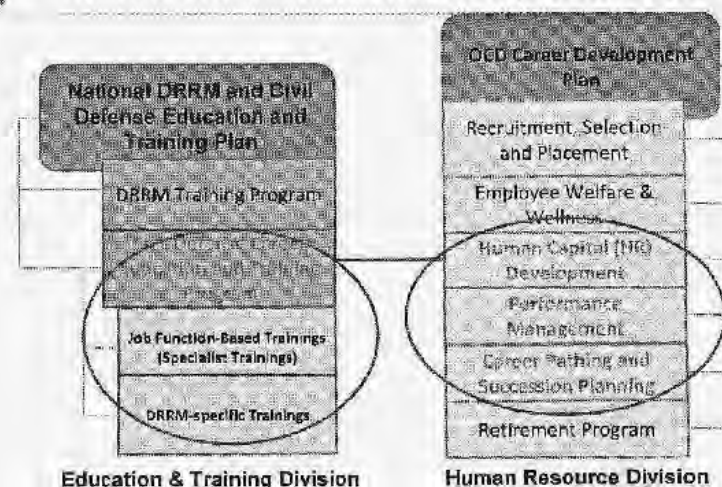 National DRRM and Civil
Defense Education and
Training Plan
DRRM Training Program
Job Function-Based Trainings
(Specialist Trainings)
DRRM-specific Trainings
Education & Training Division
OCD Career Development
Plan
Recruitment, Selection
and Placement
Employee Welfare &
Wellness
Human Capital (HR)
Development
Performance
Management
Career Pathing and
Succession Planning
Retirement Program
Human Resource Division